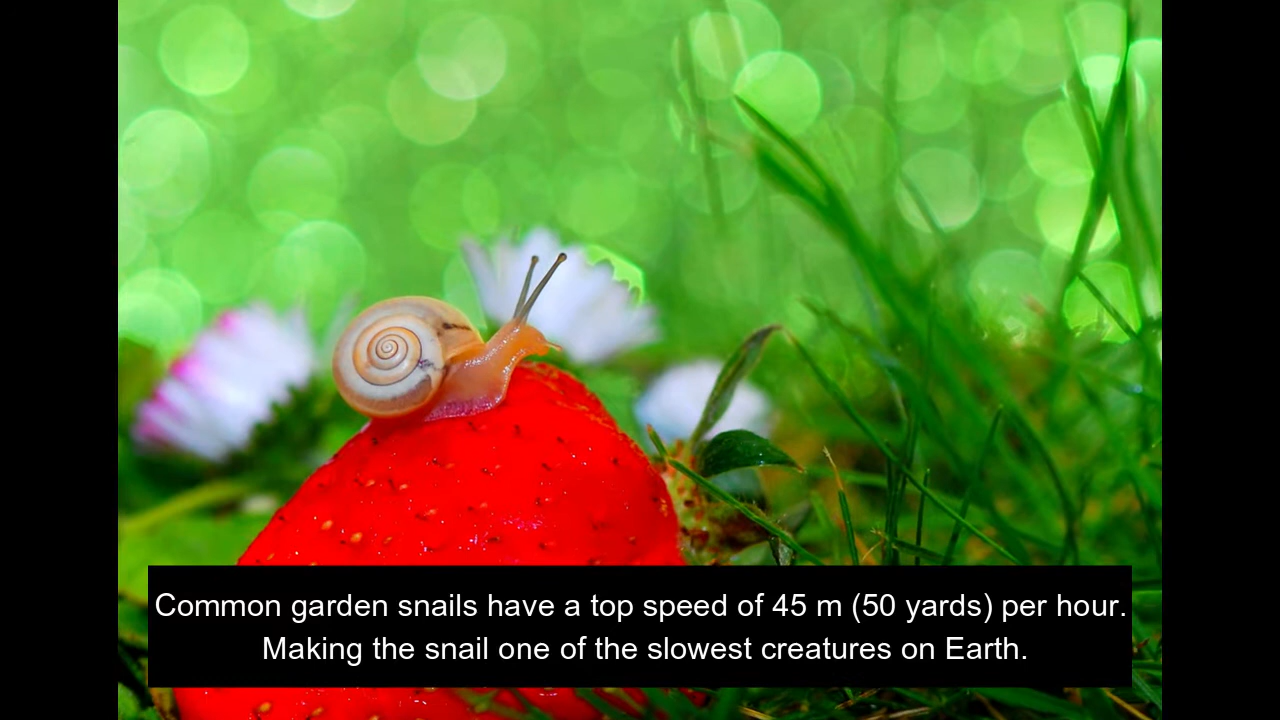 Common garden snails have a top speed of 45 m (50 yards) per hour.
Making the snail one of the slowest creatures on Earth.